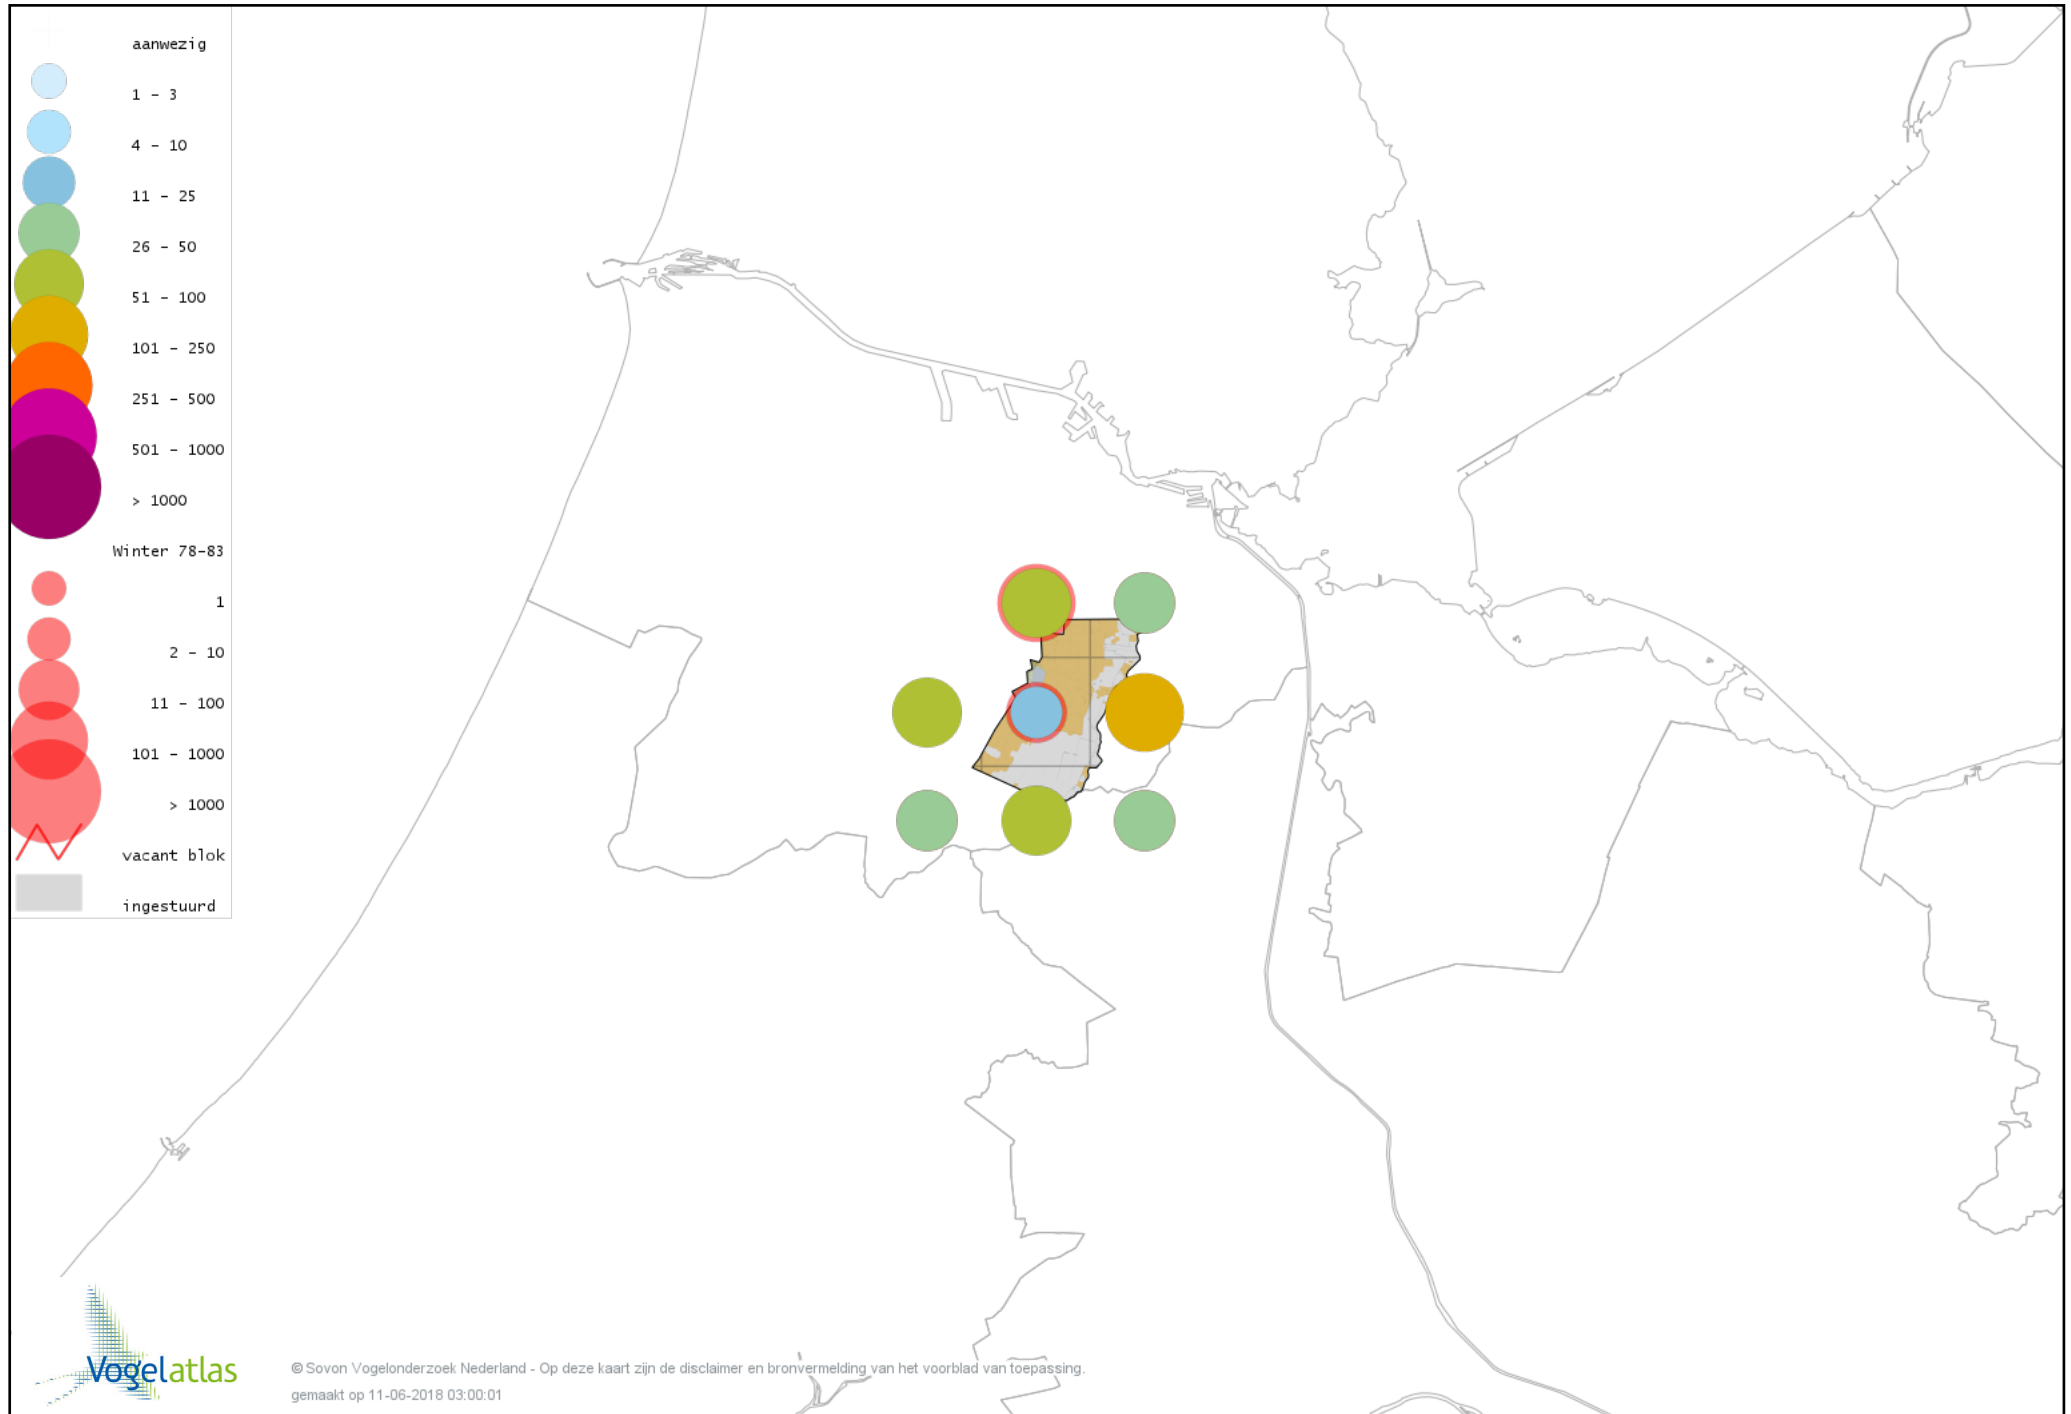 aanwezig
1 - 3
4 - 10
11 - 25
26 - 50
51 - 100
101 - 250
251 - 500
501 - 1000
> 1000
Winter 78-83
1
2 - 10
11 - 100
101 - 1000
> 1000
vacant blok
ingestuurd
Vogelatlas
© Sovon Vogelonderzoek Nederland - Op deze kaart zijn de disclaimer en bronvermelding van het voorblad van toepassing.
gemaakt op 11-06-2018 03:00:01